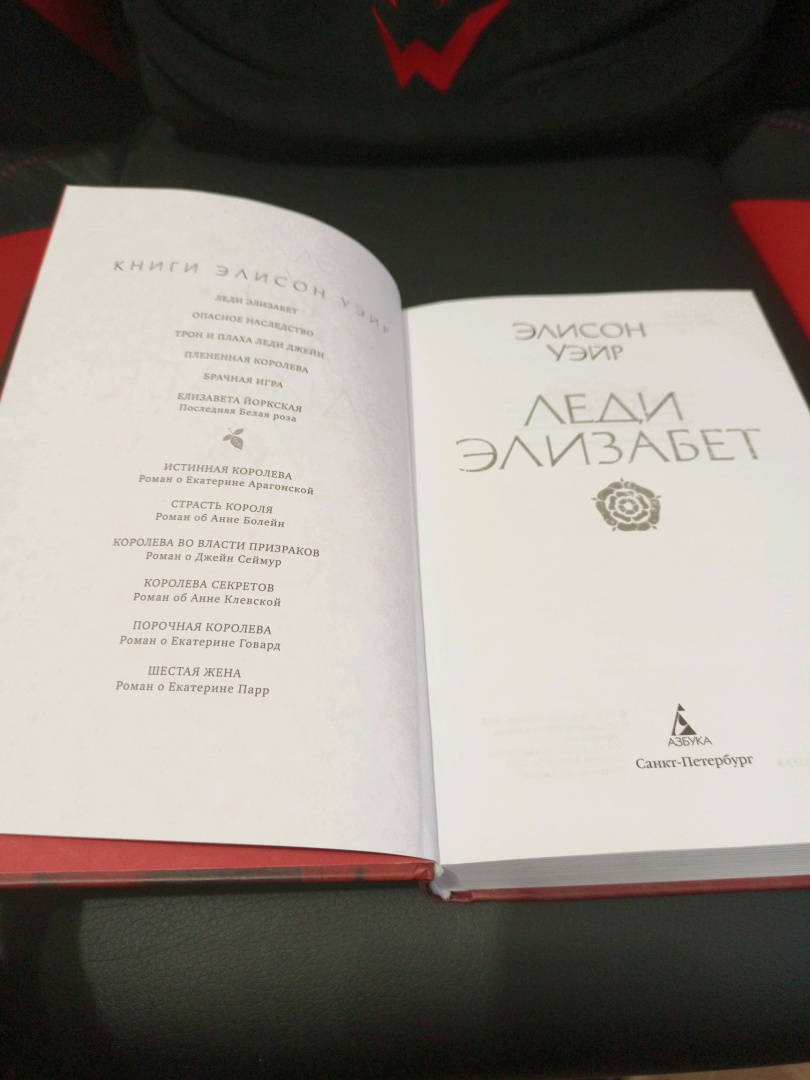 КНИГИ ЭЛИСОН УЭЙР
ЛЕДИ ЭЛИЗАБЕТ
ОПАСНОЕ НАСЛЕДСТВО
ТРОН И ПЛАХА ЛЕДИ ДЖЕЙН
ПЛЕНЕННАЯ КОРОЛЕВА
БРАЧНАЯ ИГРА
ЕЛИЗАВЕТА ЙОРКСКАЯ
Последняя Белая роза
ИСТИННАЯ КОРОЛЕВА
Роман о Екатерине Арагонской
СТРАСТЬ КОРОЛЯ
Роман об Анне Болейн
КОРОЛЕВА ВО ВЛАСТИ ПРИЗРАКОВ
Роман о Джейн Сеймур
КОРОЛЕВА СЕКРЕТОВ
Роман об Анне Клевской
ПОРОЧНАЯ КОРОЛЕВА
Роман о Екатерине Говард
ШЕСТАЯ ЖЕНА
Роман о Екатерине Парр
ЭЛИСОН
УЭЙР
ЛЕДИ
ЭЛИЗАБЕТ
АЗБУКА
Санкт-Петербург